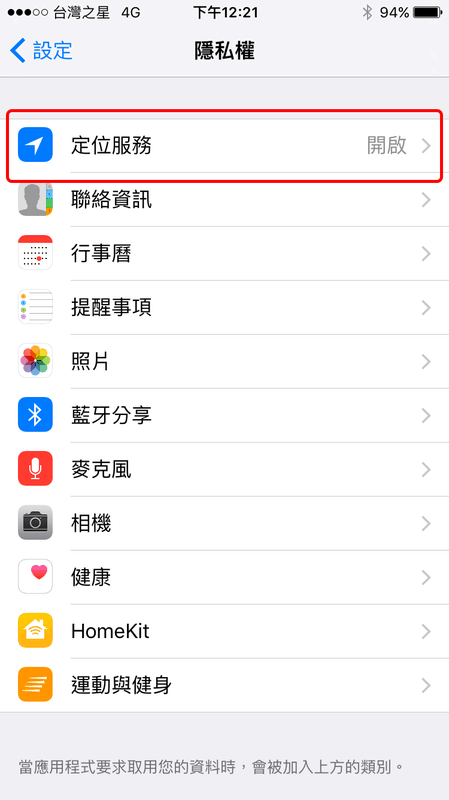 台灣之星 4G 下午12:21 94%
設定 隱私權
定位服務 開啟
聯絡資訊
行事曆
提醒事項
照片
藍牙分享
麥克風
相機
健康
HomeKit
運動與健身
當應用程式要求取用您的資料時，會被加入上方的類別。